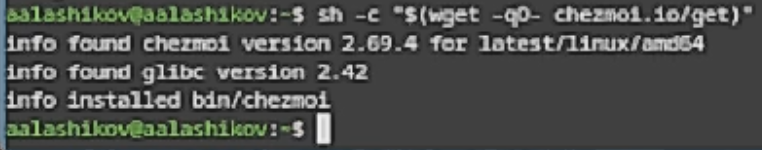 aalashikov@aalashikov:~$ sh -c "$(wget -qO- chezmoi.io/get)"
info found chezmoi version 2.69.4 for latest/linux/amd64
info found glibc version 2.42
info installed bin/chezmoi
aalashikov@aalashikov:~$